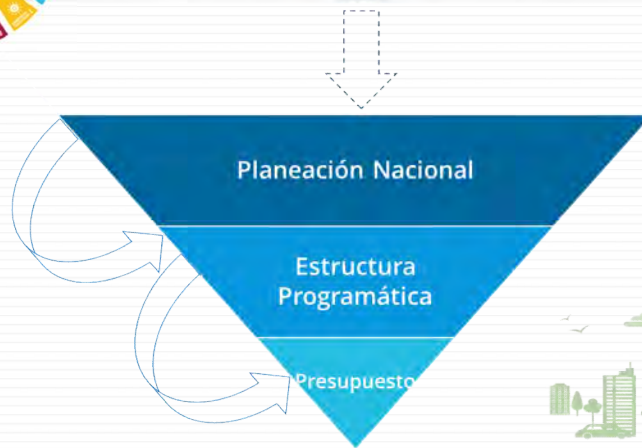 Planeación Nacional
Estructura
Programática
Presupuesto